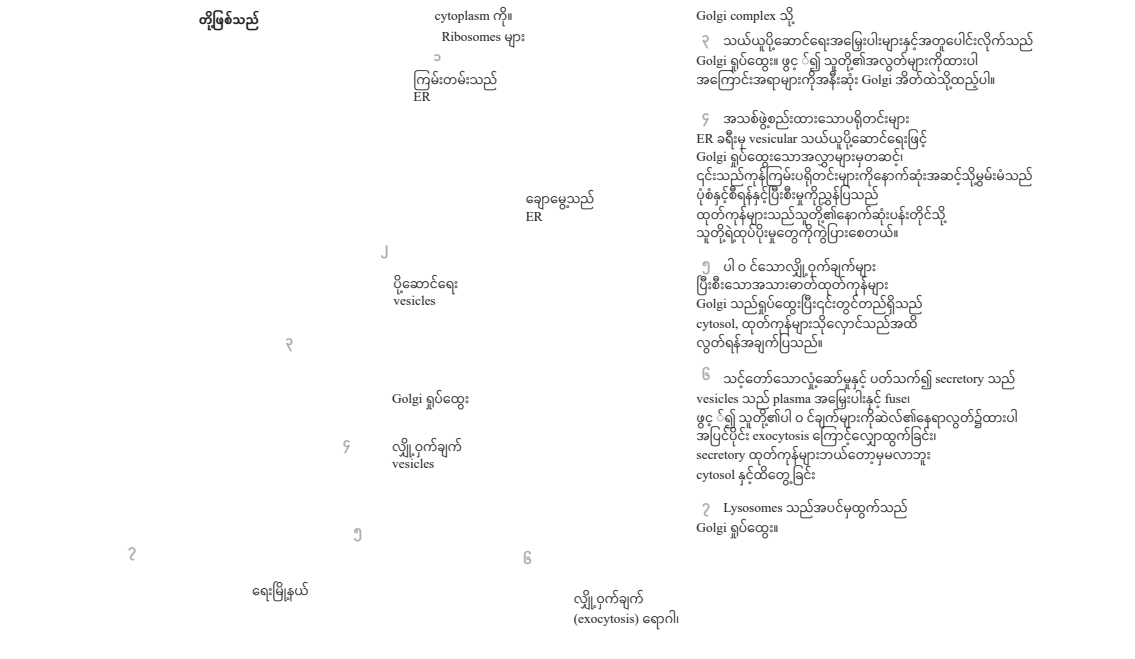 တို့ဖြစ်သည်
cytoplasm ကို။
Ribosomes များ
၁
ကြမ်းတမ်းသည်
ER
ချောမွေ့သည်
ER
၂
ပို့ဆောင်ရေး
vesicles
၃
Golgi ရှုပ်ထွေး
၄
လျှို့ဝှက်ချက်
vesicles
၅
၇
၆
ရေးမြို့နယ်
လျှို့ဝှက်ချက်
(exocytosis) ရောဂါ၊
Golgi complex သို့
၃ သယ်ယူပို့ဆောင်ရေးအမြှေးပါးများနှင့်အတူပေါင်းလိုက်သည်
Golgi ရှုပ်ထွေး။ ဖွင့ ်၍ သူတို့၏အလွတ်များကိုထားပါ
အကြောင်းအရာများကိုအနီးဆုံး Golgi အိတ်ထဲသို့ထည့်ပါ။
၄ အသစ်ဖွဲ့စည်းထားသောပရိုတင်းများ
ER ခရီးမှ vesicular သယ်ယူပို့ဆောင်ရေးဖြင့်
Golgi ရှုပ်ထွေးသောအလွှာများမှတဆင့်၊
၎င်းသည်ကုန်ကြမ်းပရိုတင်းများကိုနောက်ဆုံးအဆင့်သို့မွမ်းမံသည်
ပုံစံနှင့်စီရန်နှင့်ပြီးစီးမှုကိုညွှန်ပြသည်
ထုတ်ကုန်များသည်သူတို့၏နောက်ဆုံးပန်းတိုင်သို့
သူတို့ရဲ့ထုပ်ပိုးမှုတွေကိုကွဲပြားစေတယ်။
၅ ပါ ၀ င်သောလျှို့ဝှက်ချက်များ
ပြီးစီးသောအသားဓာတ်ထုတ်ကုန်များ
Golgi သည်ရှုပ်ထွေးပြီး၎င်းတွင်တည်ရှိသည်
cytosol, ထုတ်ကုန်များသိုလှောင်သည်အထိ
လွှတ်ရန်အချက်ပြသည်။
၆ သင့်တော်သောလှုံ့ဆော်မှုနှင့် ပတ်သက်၍ secretory သည်
vesicles သည် plasma အမြှေးပါးနှင့် fuse၊
ဖွင့ ်၍ သူတို့၏ပါ ၀ င်ချက်များကိုဆဲလ်၏နေရာလွတ်၌ထားပါ
အပြင်ပိုင်း exocytosis ကြောင့်လျှောထွက်ခြင်း၊
secretory ထုတ်ကုန်များဘယ်တော့မှမလာဘူး
cytosol နှင့်ထိတွေ့ခြင်း
၇ Lysosomes သည်အပင်မှထွက်သည်
Golgi ရှုပ်ထွေး။